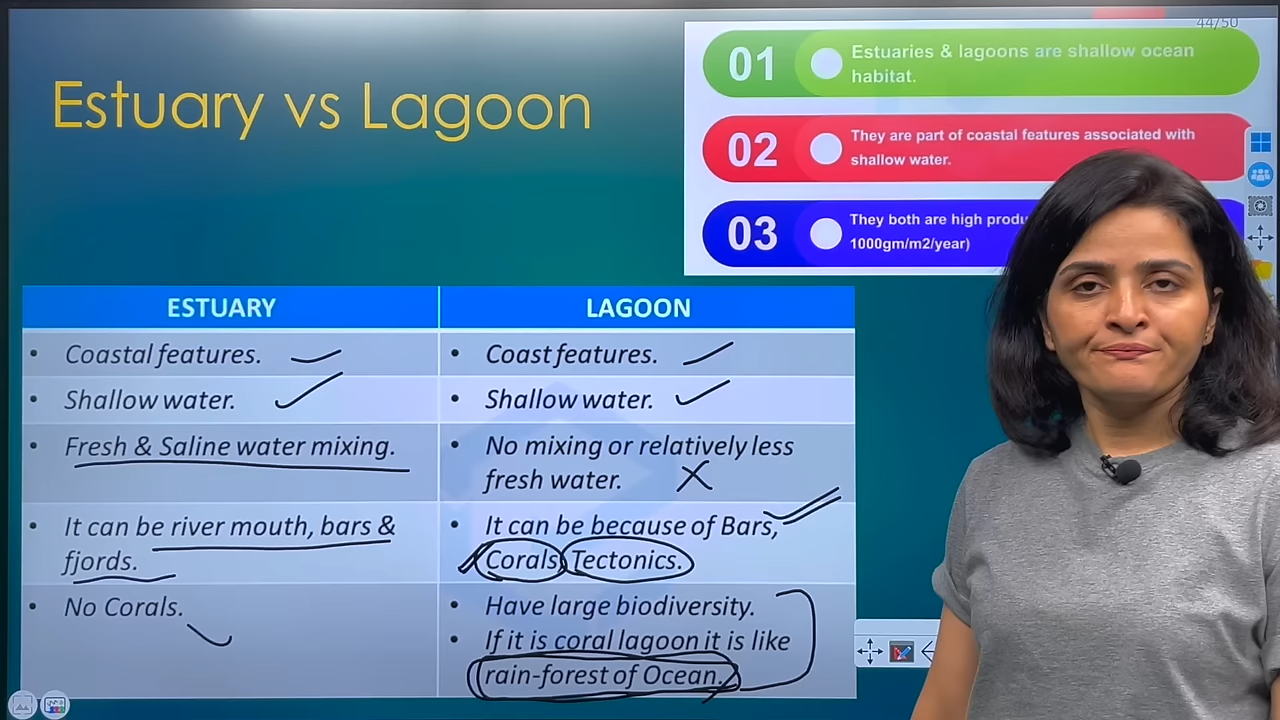 44/50
Estuary vs Lagoon
01
Estuaries & lagoons are shallow ocean
habitat.
02
They are part of coastal features associated with
shallow water.
03
They both are high
1000gm/m2/year)
ESTUARY
LAGOON
• Coastal features.
• Coast features.
• Shallow water.
• Shallow water.
• Fresh & Saline water mixing.
• No mixing or relatively less
fresh water.
• It can be river mouth, bars &
fjords.
• It can be because of Bars,
Corals, Tectonics.
• No Corals.
• Have large biodiversity.
• If it is coral lagoon it is like
rain-forest of Ocean.